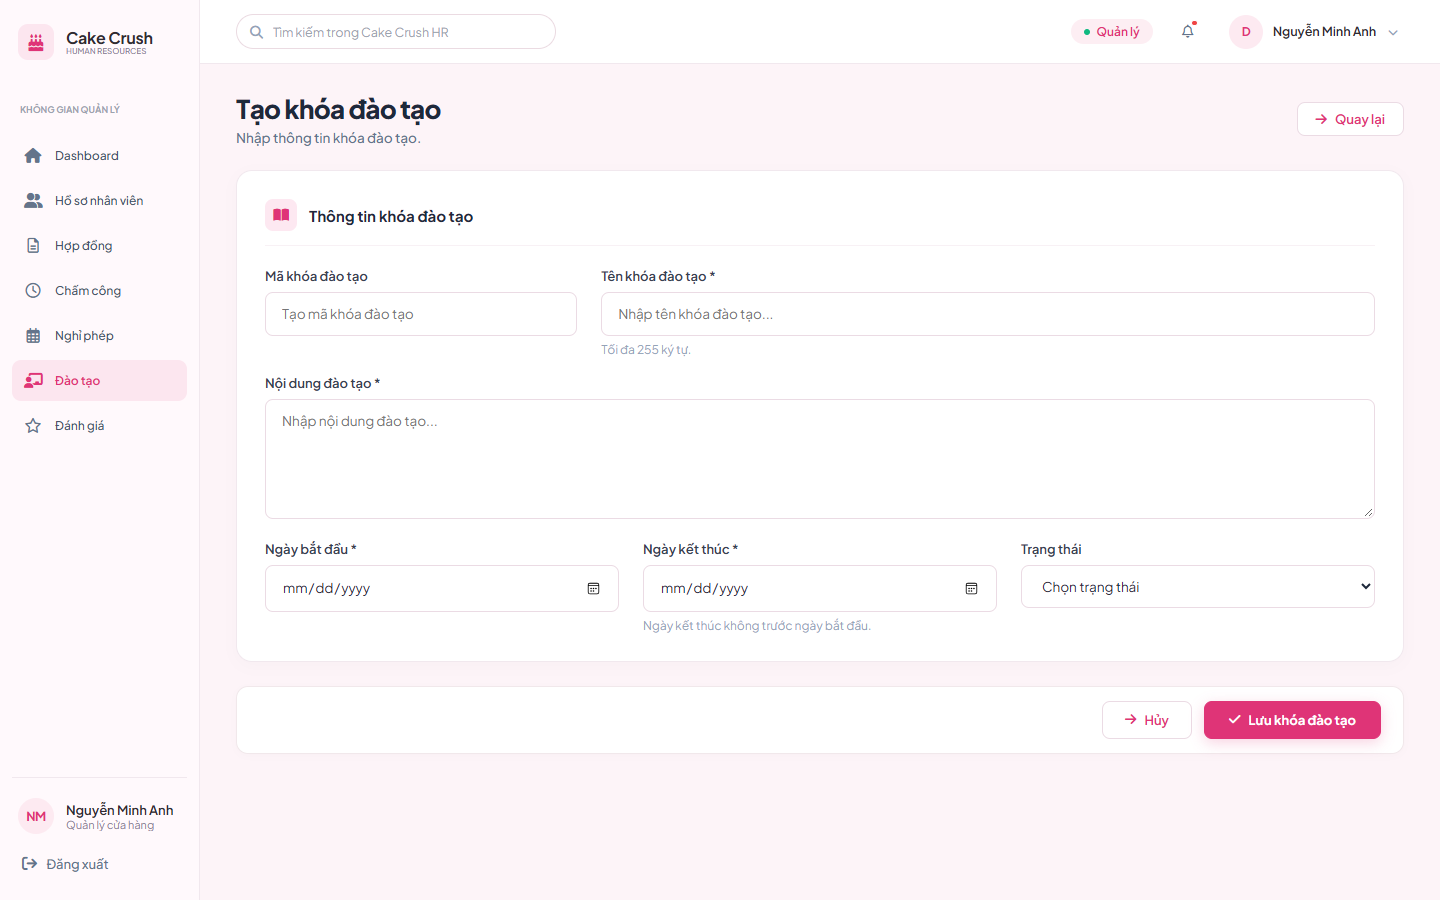 Cake Crush
HUMAN RESOURCES
KHÔNG GIAN QUẢN LÝ
Dashboard
Hồ sơ nhân viên
Hợp đồng
Chấm công
Nghỉ phép
Đào tạo
Đánh giá
NM
Nguyễn Minh Anh
Quản lý cửa hàng
Đăng xuất
Tìm kiếm trong Cake Crush HR
Quản lý
D
Nguyễn Minh Anh
Tạo khóa đào tạo
Nhập thông tin khóa đào tạo.
Quay lại
Thông tin khóa đào tạo
Mã khóa đào tạo
Tên khóa đào tạo *
Tạo mã khóa đào tạo
Nhập tên khóa đào tạo...
Tối đa 255 ký tự.
Nội dung đào tạo *
Nhập nội dung đào tạo...
Ngày bắt đầu *
Ngày kết thúc *
Trạng thái
mm/dd/yyyy
mm/dd/yyyy
Chọn trạng thái
Ngày kết thúc không trước ngày bắt đầu.
Hủy
Lưu khóa đào tạo